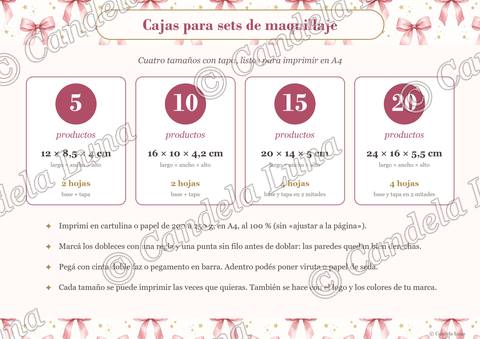 Cajas para sets de maquillaje
Cuatro tamaños con tapa, listos para imprimir en A4
5
productos
12 × 8,5 × 4 cm
largo × ancho × alto
2 hojas
base + tapa
10
productos
16 × 10 × 4,2 cm
largo × ancho × alto
2 hojas
base + tapa
15
productos
20 × 14 × 5 cm
largo × ancho × alto
4 hojas
base y tapa en 2 mitades
20
productos
24 × 16 × 5,5 cm
largo × ancho × alto
4 hojas
base y tapa en 2 mitades
Imprimí en cartulina o papel de g, en A4, al 100 % (sin «ajustar a la página»).
Marcá los dobleces con una regla y una punta sin filo antes de doblar: las paredes quedan bien derechas.
Pegá con cinta doble faz o pegamento en barra. Adentro podés poner viruta o papel de seda.
Cada tamaño se puede imprimir las veces que quieras. También se hace con el logo y los colores de tu marca.
© Candela Luna